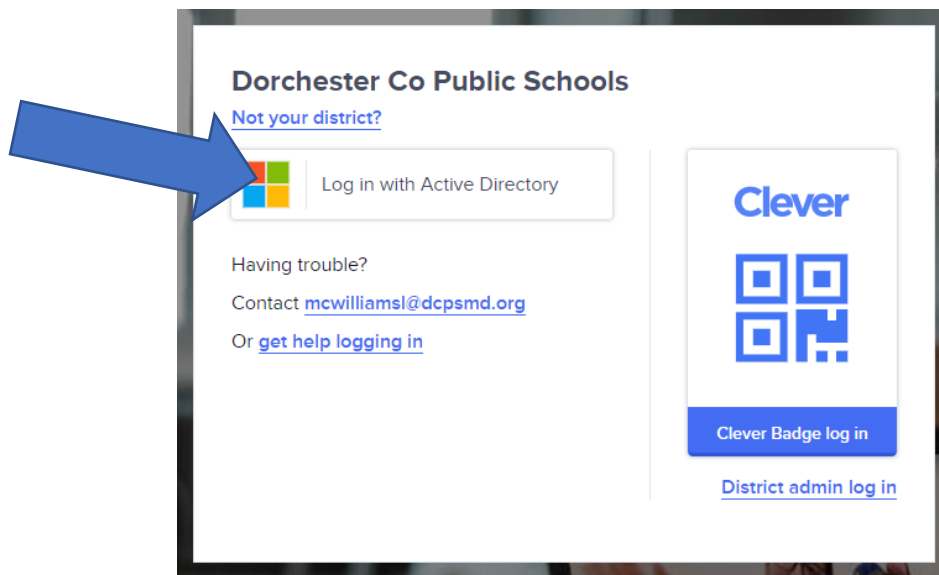 Dorchester Co Public Schools
Not your district?
Log in with Active Directory
Having trouble?
Contact mcwilliamsl@dcpsmd.org
Or get help logging in
Clever
Clever Badge log in
District admin log in